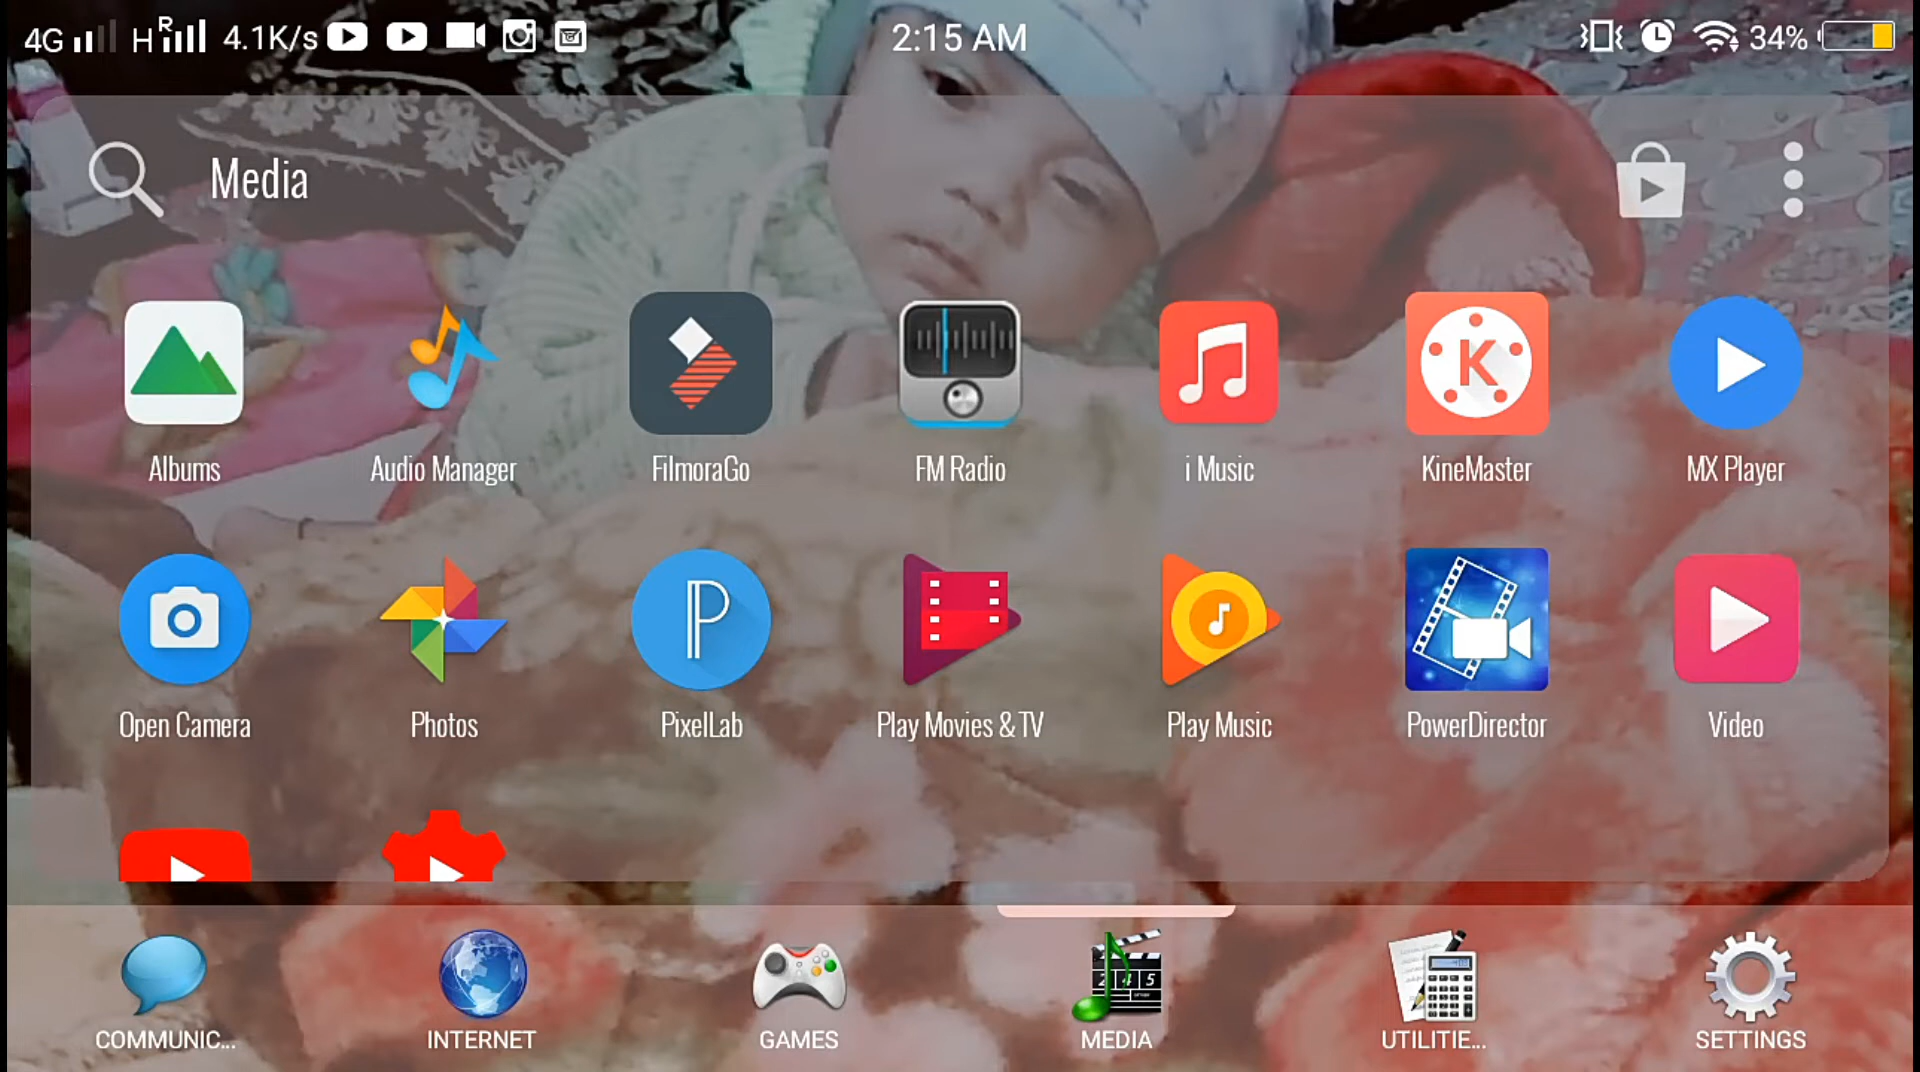 4G H R 4.1K/s 2:15 AM 34%
Media
Albums Audio Manager FilmoraGo FM Radio i Music KineMaster MX Player
Open Camera Photos PixelLab Play Movies & TV Play Music PowerDirector Video
COMMUNIC... INTERNET GAMES MEDIA UTILITIE... SETTINGS